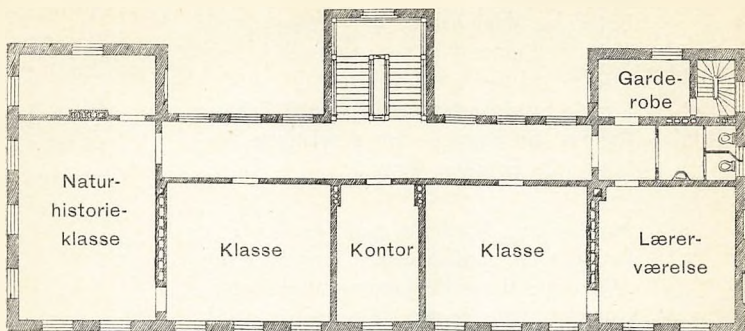 Garde-
robe
Natur-
historie-
klasse
Klasse
Kontor
Klasse
Lærer-
værelse